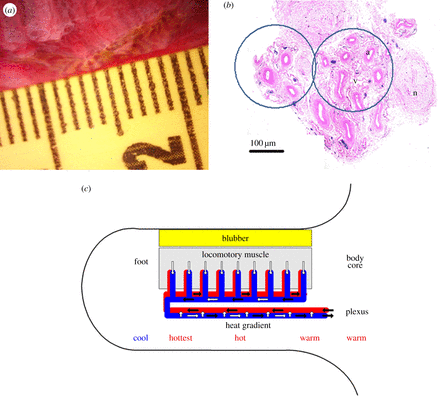 (a)
(b)
2
a
n
100 µm
(c)
blubber
foot
locomotory muscle
body
core
plexus
heat gradient
cool hottest hot warm warm